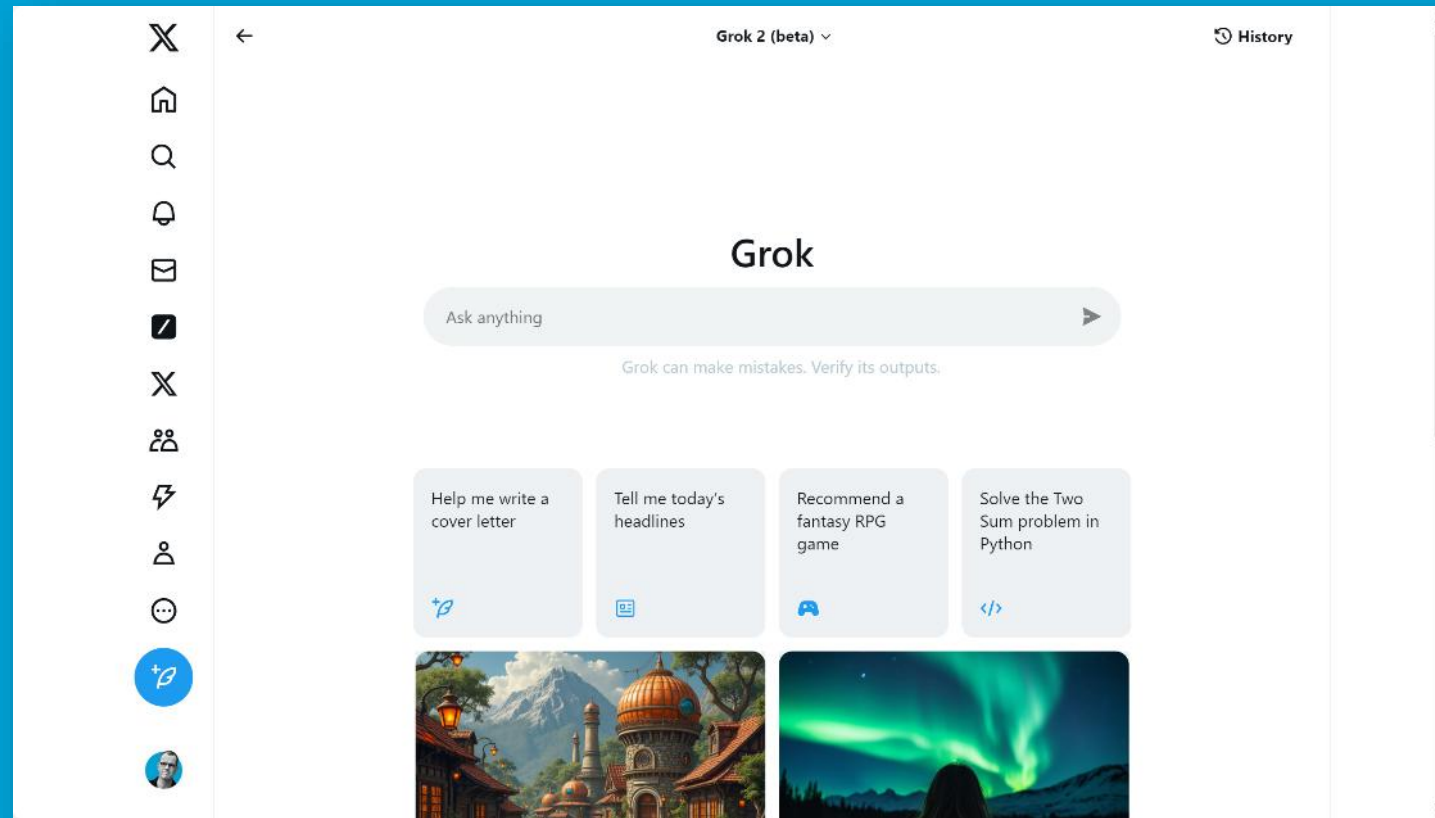 Grok 2 (beta)
History
Grok
Ask anything
Grok can make mistakes. Verify its outputs.
Help me write a
cover letter
Tell me today's
headlines
Recommend a
fantasy RPG
game
Solve the Two
Sum problem in
Python